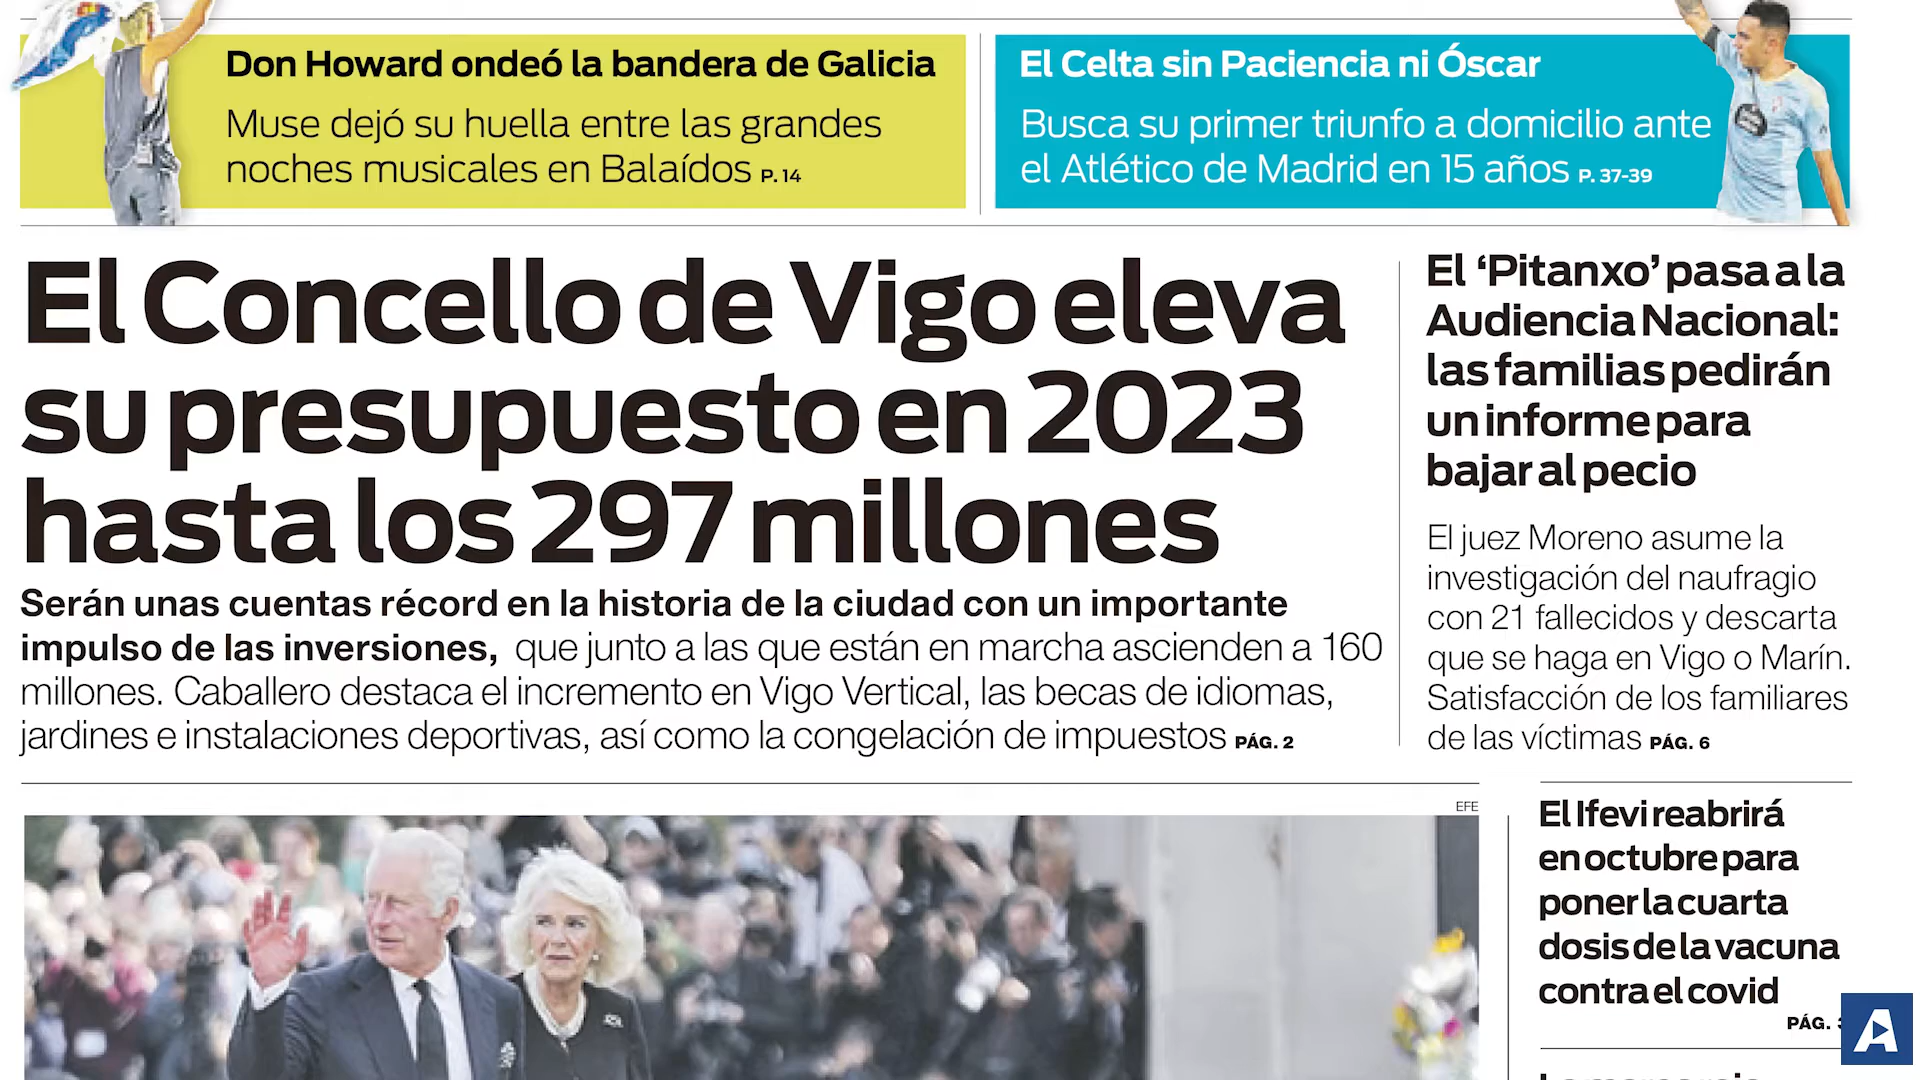 Don Howard ondeó la bandera de Galicia
Muse dejó su huella entre las grandes
noches musicales en Balaídos P. 14
El Celta sin Paciencia ni Óscar
Busca su primer triunfo a domicilio ante
el Atlético de Madrid en 15 años P. 37-39
El Concello de Vigo eleva
su presupuesto en 2023
hasta los 297 millones
Serán unas cuentas récord en la historia de la ciudad con un importante
impulso de las inversiones, que junto a las que están en marcha ascienden a 160
millones. Caballero destaca el incremento en Vigo Vertical, las becas de idiomas,
jardines e instalaciones deportivas, así como la congelación de impuestos PÁG. 2
El ‘Pitanxo’ pasa a la
Audiencia Nacional:
las familias pedirán
un informe para
bajar al pecio
El juez Moreno asume la
investigación del naufragio
con 21 fallecidos y descarta
que se haga en Vigo o Marín.
Satisfacción de los familiares
de las víctimas PÁG. 6
EFE
El Ifevi reabrirá
en octubre para
poner la cuarta
dosis de la vacuna
contra el covid
PÁG.
A